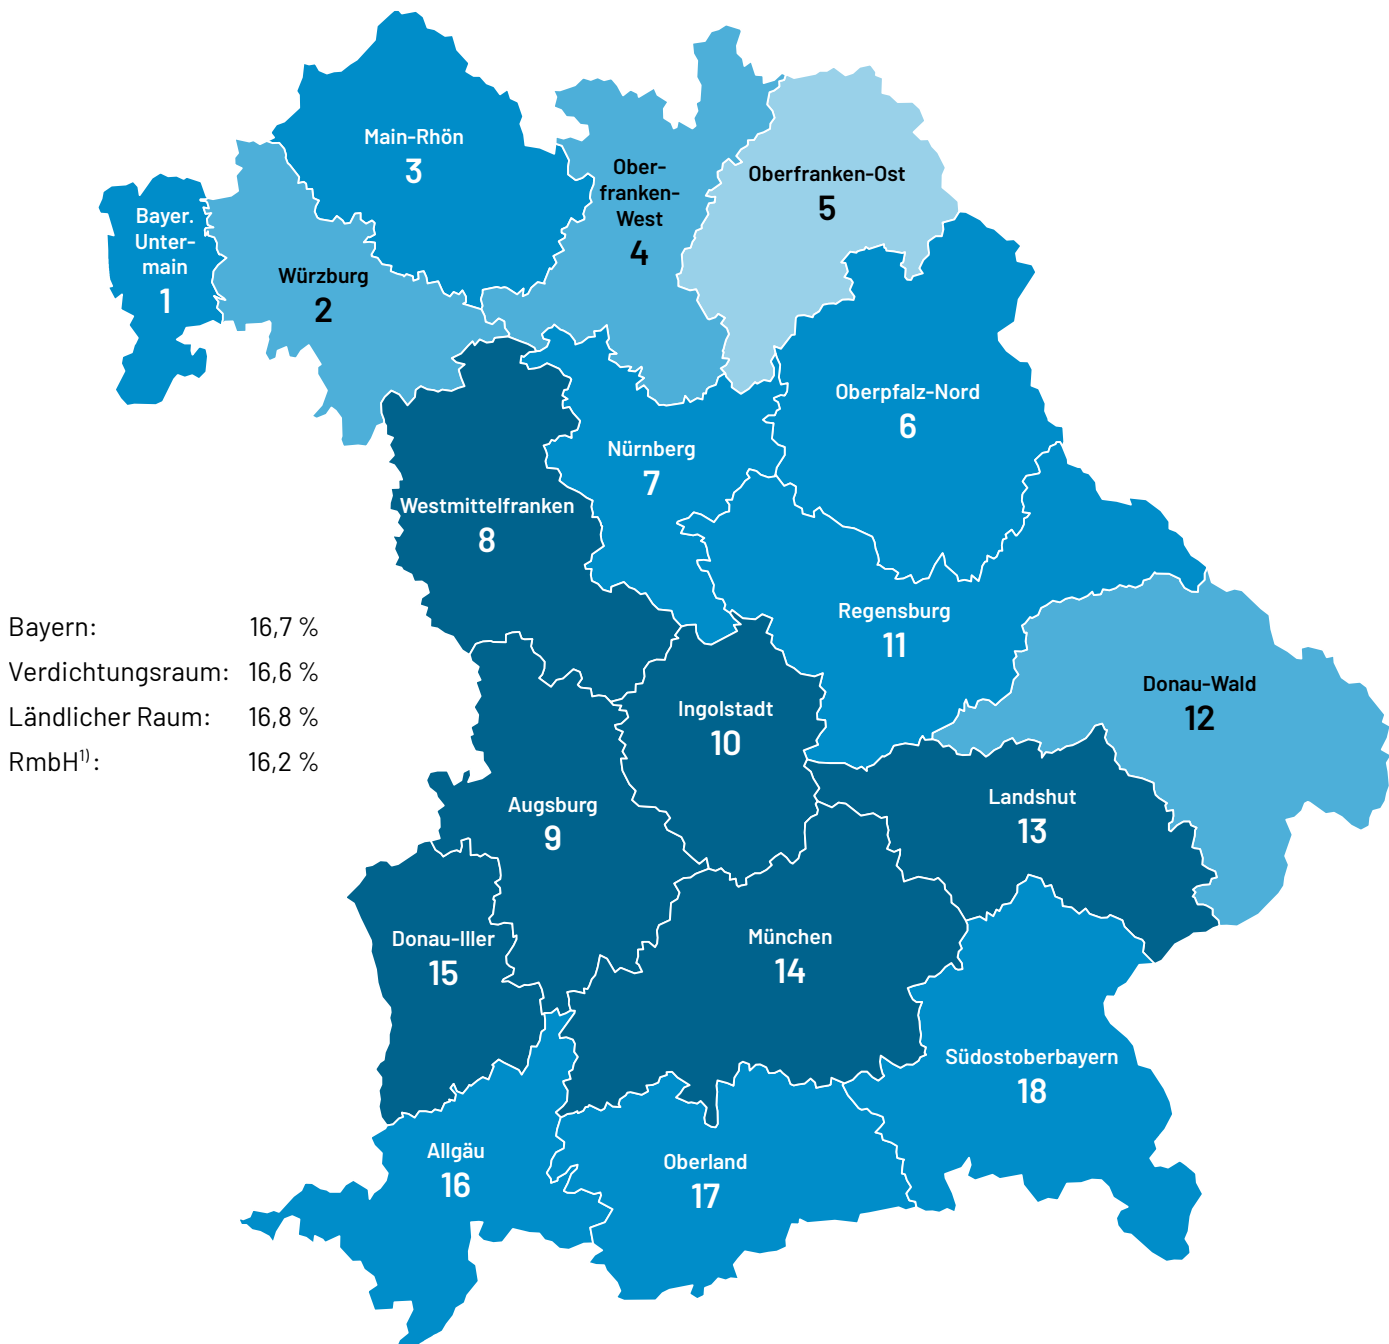 Main-Rhön
3
Ober-
franken-
West
4
Oberfranken-Ost
5
Bayer.
Unter-
main
1
Würzburg
2
Oberpfalz-Nord
6
Nürnberg
7
Westmittelfranken
8
Regensburg
11
Bayern: 16,7 %
Verdichtungsraum: 16,6 %
Ländlicher Raum: 16,8 %
RmbH¹⁾: 16,2 %
Donau-Wald
12
Ingolstadt
10
Landshut
13
Augsburg
9
Donau-Iller
15
München
14
Südostoberbayern
18
Allgäu
16
Oberland
17